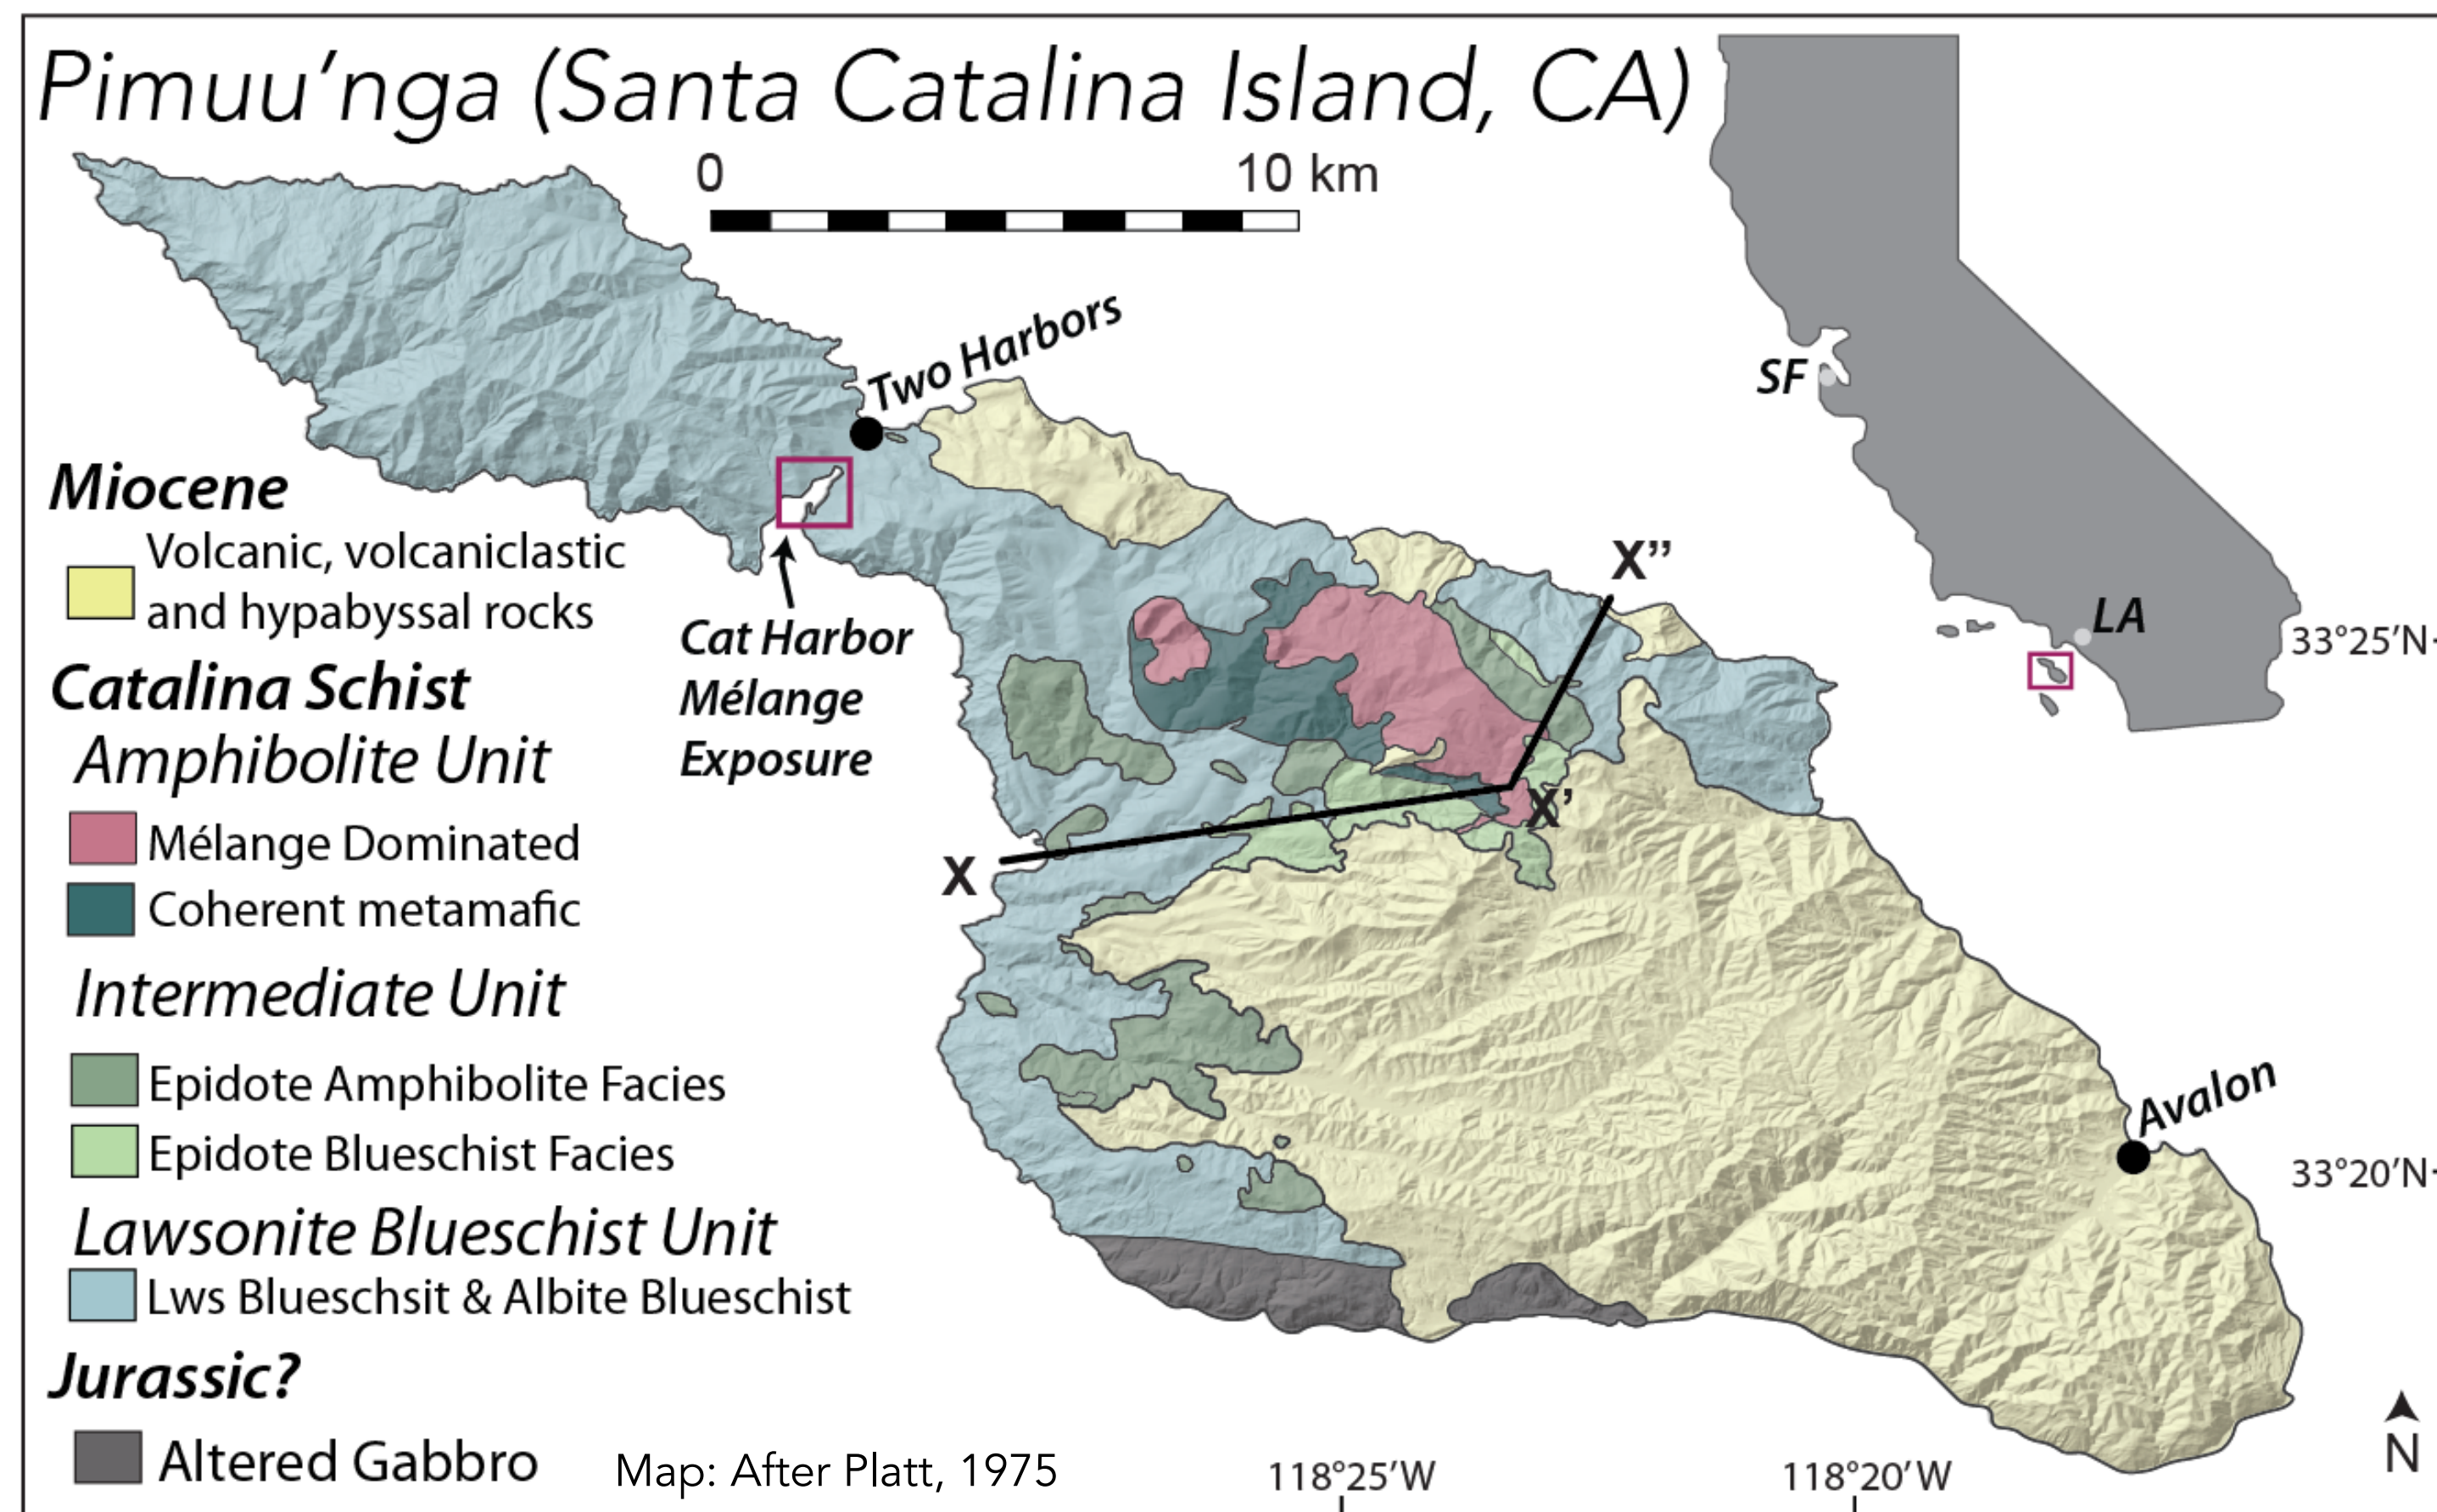 Pimuu’nga (Santa Catalina Island, CA)
0
10 km
Two Harbors
SF
Miocene
Volcanic, volcaniclastic
and hypabyssal rocks
X”
Cat Harbor
Mélange
Exposure
LA
33°25’N
Catalina Schist
Amphibolite Unit
Mélange Dominated
Coherent metamafic
X’
X
Intermediate Unit
Epidote Amphibolite Facies
Epidote Blueschist Facies
Avalon
33°20’N
Lawsonite Blueschist Unit
Lws Blueschsit & Albite Blueschist
Jurassic?
Altered Gabbro
Map: After Platt, 1975
118°25’W
118°20’W
N